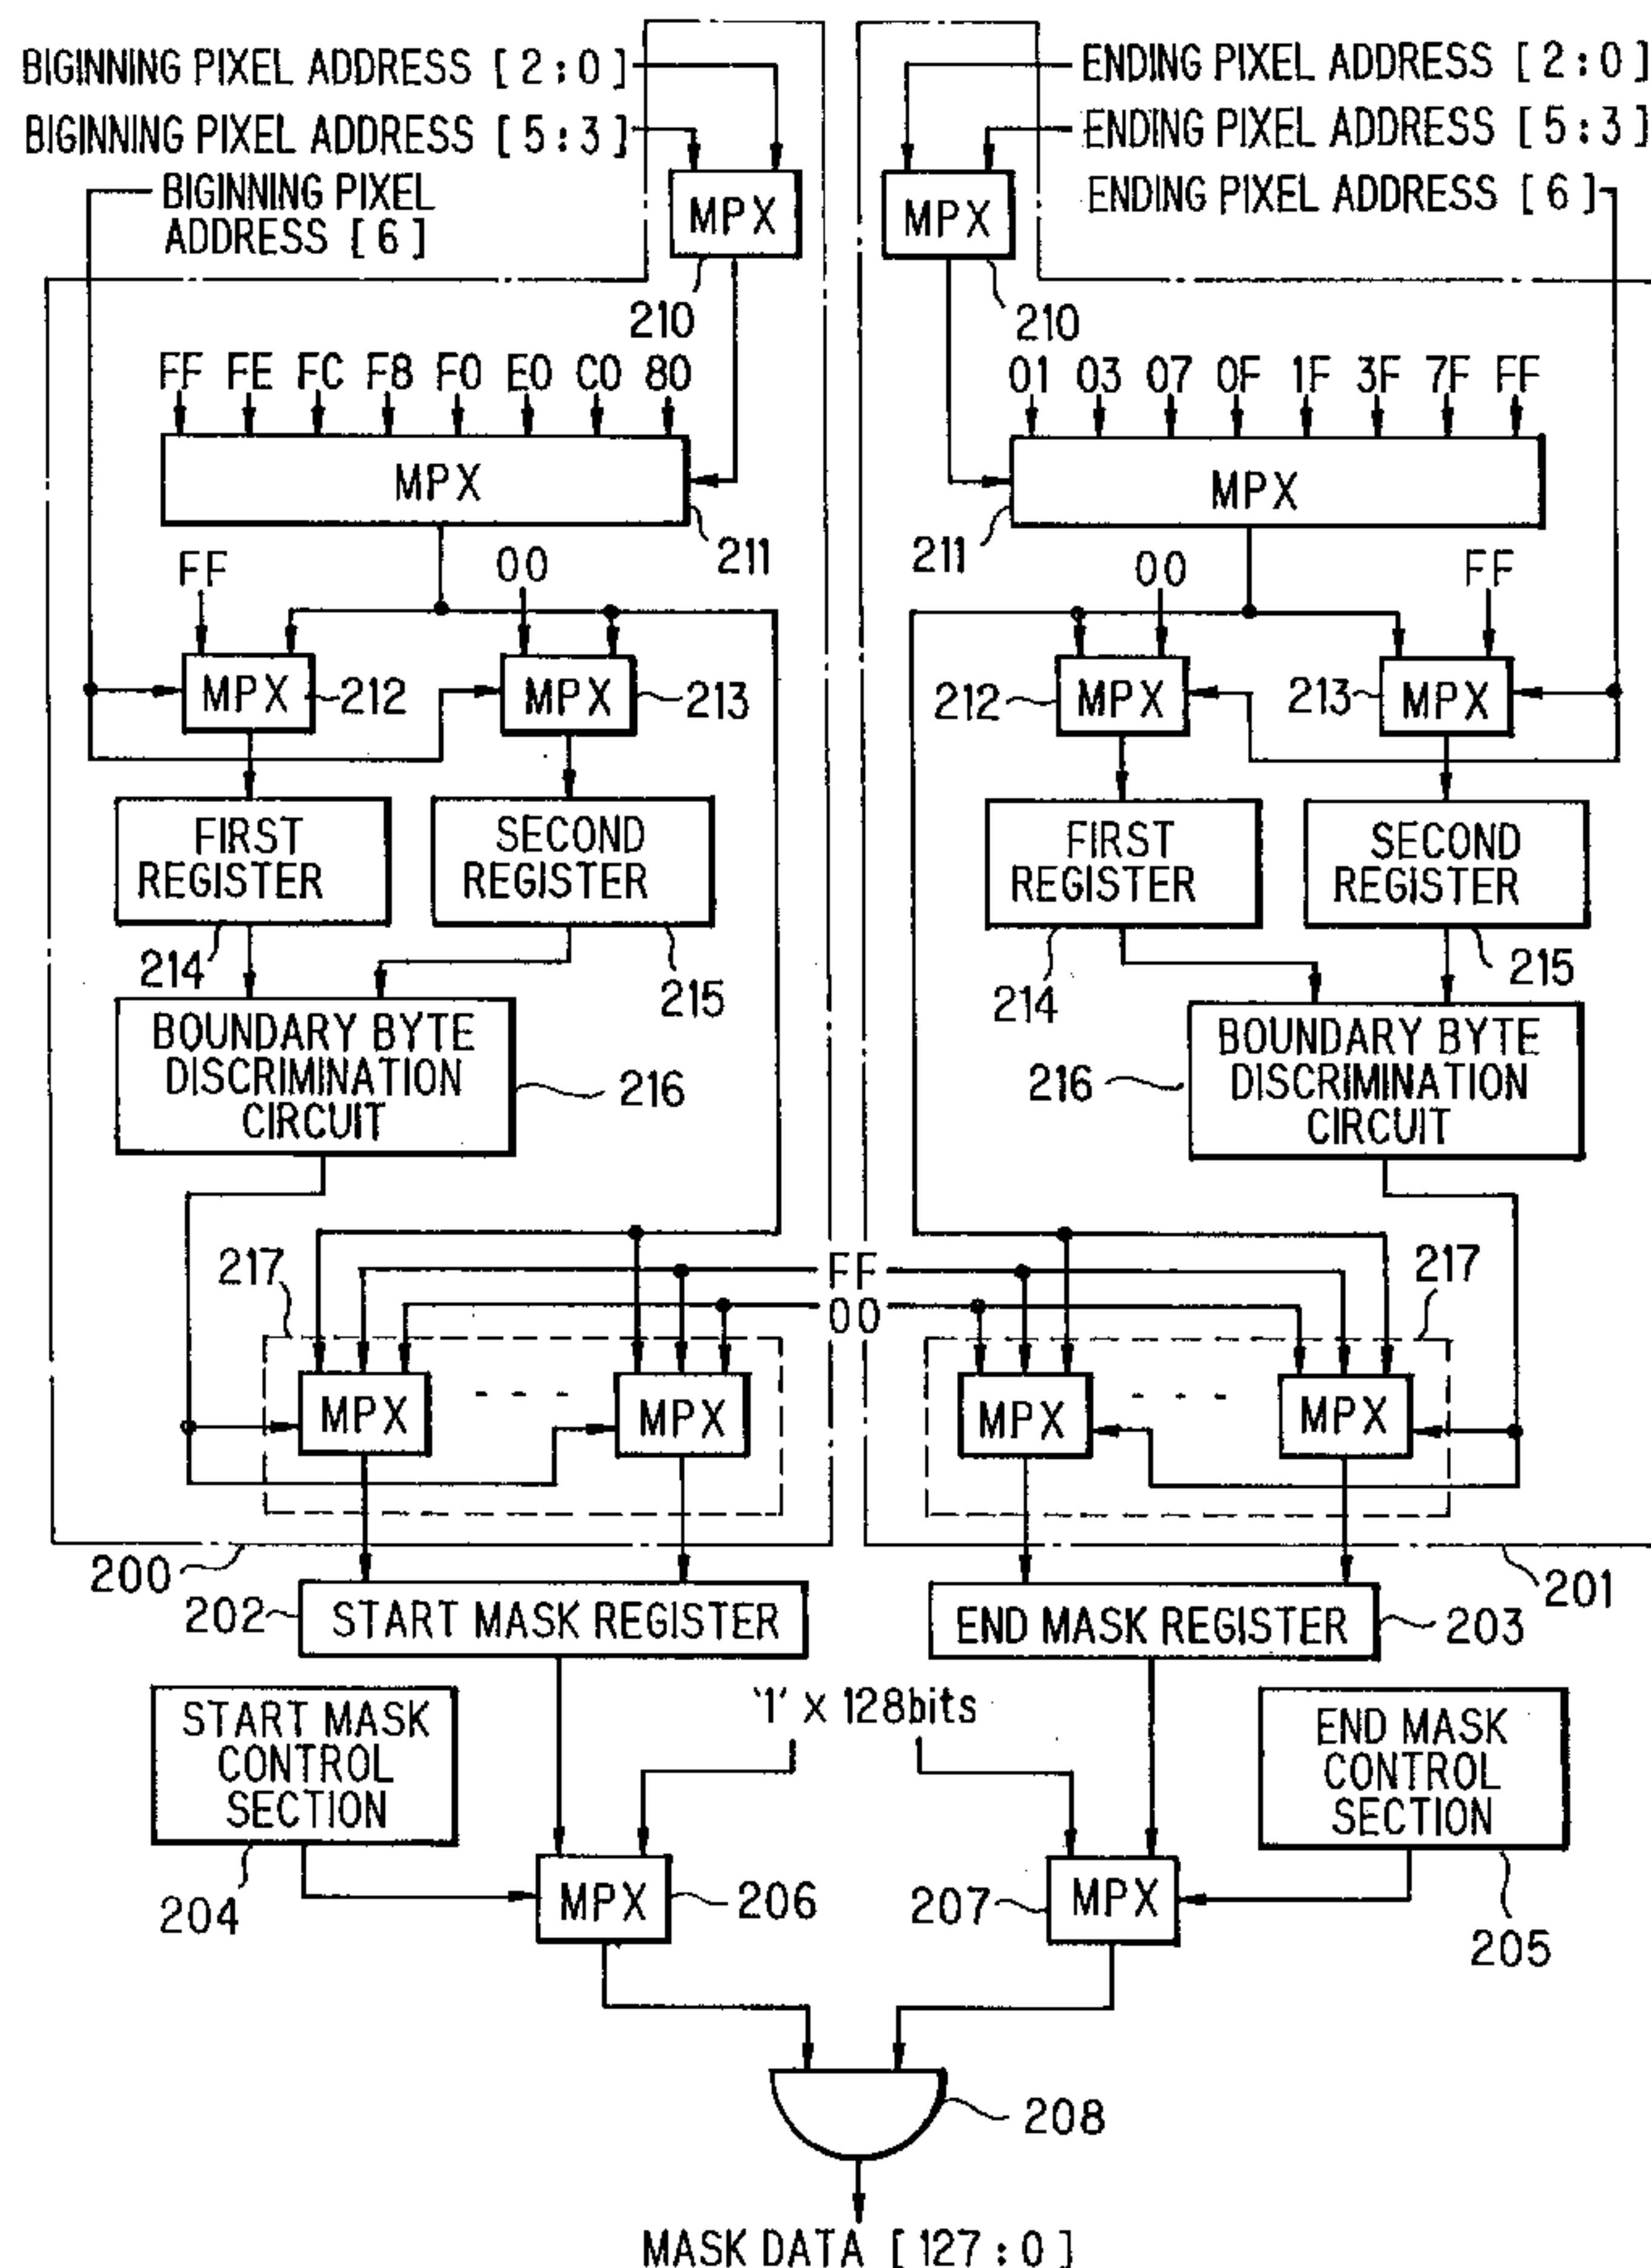 BIGINNING PIXEL ADDRESS [ 2 : 0 ]
BIGINNING PIXEL ADDRESS [ 5 : 3 ]
BIGINNING PIXEL
ADDRESS [ 6 ]
ENDING PIXEL ADDRESS [ 2 : 0 ]
ENDING PIXEL ADDRESS [ 5 : 3 ]
ENDING PIXEL ADDRESS [ 6 ]
MPX
MPX
210
210
FF FE FC F8 F0 E0 C0 80
01 03 07 0F 1F 3F 7F FF
MPX
MPX
211
211
FF
00
00
FF
MPX
212
MPX
213
212
MPX
213
MPX
FIRST
REGISTER
SECOND
REGISTER
FIRST
REGISTER
SECOND
REGISTER
214
215
214
215
BOUNDARY BYTE
DISCRIMINATION
CIRCUIT
216
216
BOUNDARY BYTE
DISCRIMINATION
CIRCUIT
217
FF
00
217
MPX
- - -
MPX
MPX
- - -
MPX
200
201
202
START MASK REGISTER
END MASK REGISTER
203
START MASK
CONTROL
SECTION
'1' X 128bits
END MASK
CONTROL
SECTION
204
MPX
206
207
MPX
205
208
MASK DATA [ 127 : 0 ]